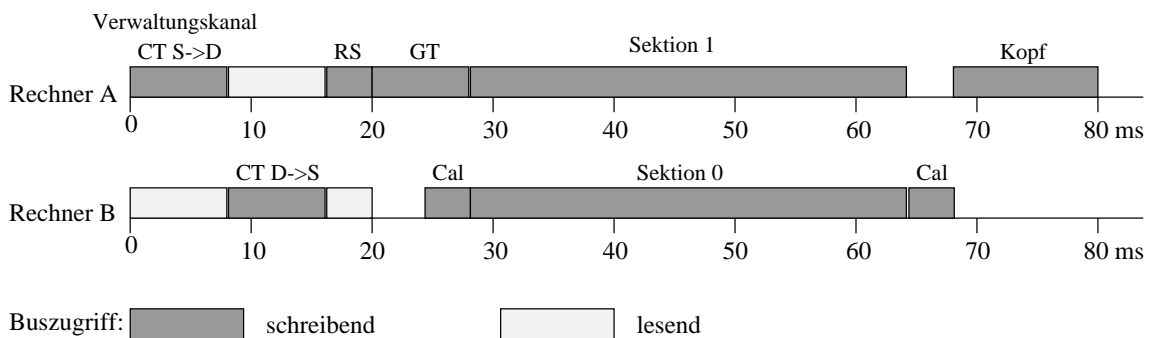 Verwaltungskanal
CT S->D RS GT Sektion 1 Kopf
Rechner A
0 10 20 30 40 50 60 70 80 ms
CT D->S Cal Sektion 0 Cal
Rechner B
0 10 20 30 40 50 60 70 80 ms
Buszugriff: schreibend lesend